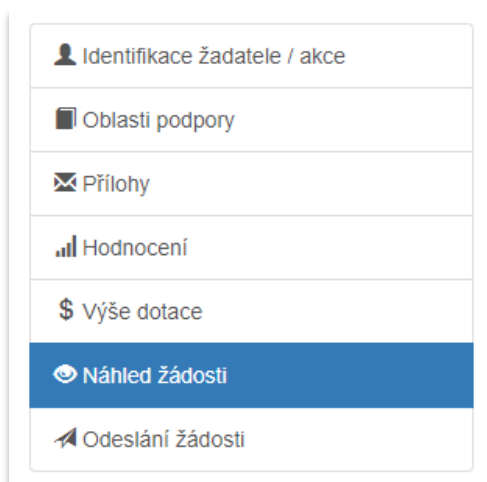 Identifikace žadatele / akce
Oblasti podpory
Přílohy
Hodnocení
$ Výše dotace
Náhled žádosti
Odeslání žádosti